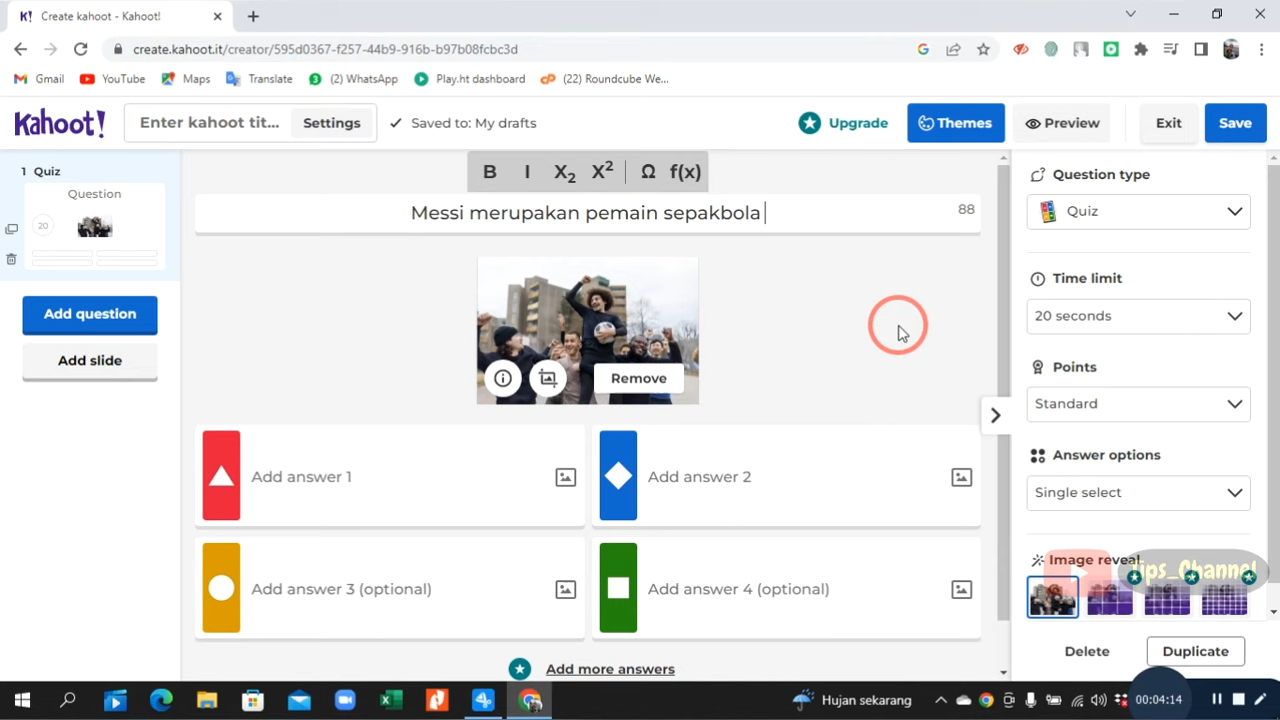 Create kahoot - Kahoot!
create.kahoot.it/creator/595d0367-f257-44b9-916b-b97b08fcbc3d
Gmail
YouTube
Maps
Translate
(2) WhatsApp
Play.ht dashboard
(22) Roundcube We...
Kahoot!
Enter kahoot tit...
Settings
Saved to: My drafts
Upgrade
Themes
Preview
Exit
Save
1 Quiz
Question
20
Add question
Add slide
B I X2 X2 Ω f(x)
Messi merupakan pemain sepakbola
88
Remove
Add answer 1
Add answer 2
Add answer 3 (optional)
Add answer 4 (optional)
Add more answers
Question type
Quiz
Time limit
20 seconds
Points
Standard
Answer options
Single select
Image reveal
Tips_Channel
Delete
Duplicate
Hujan sekarang
00:04:14